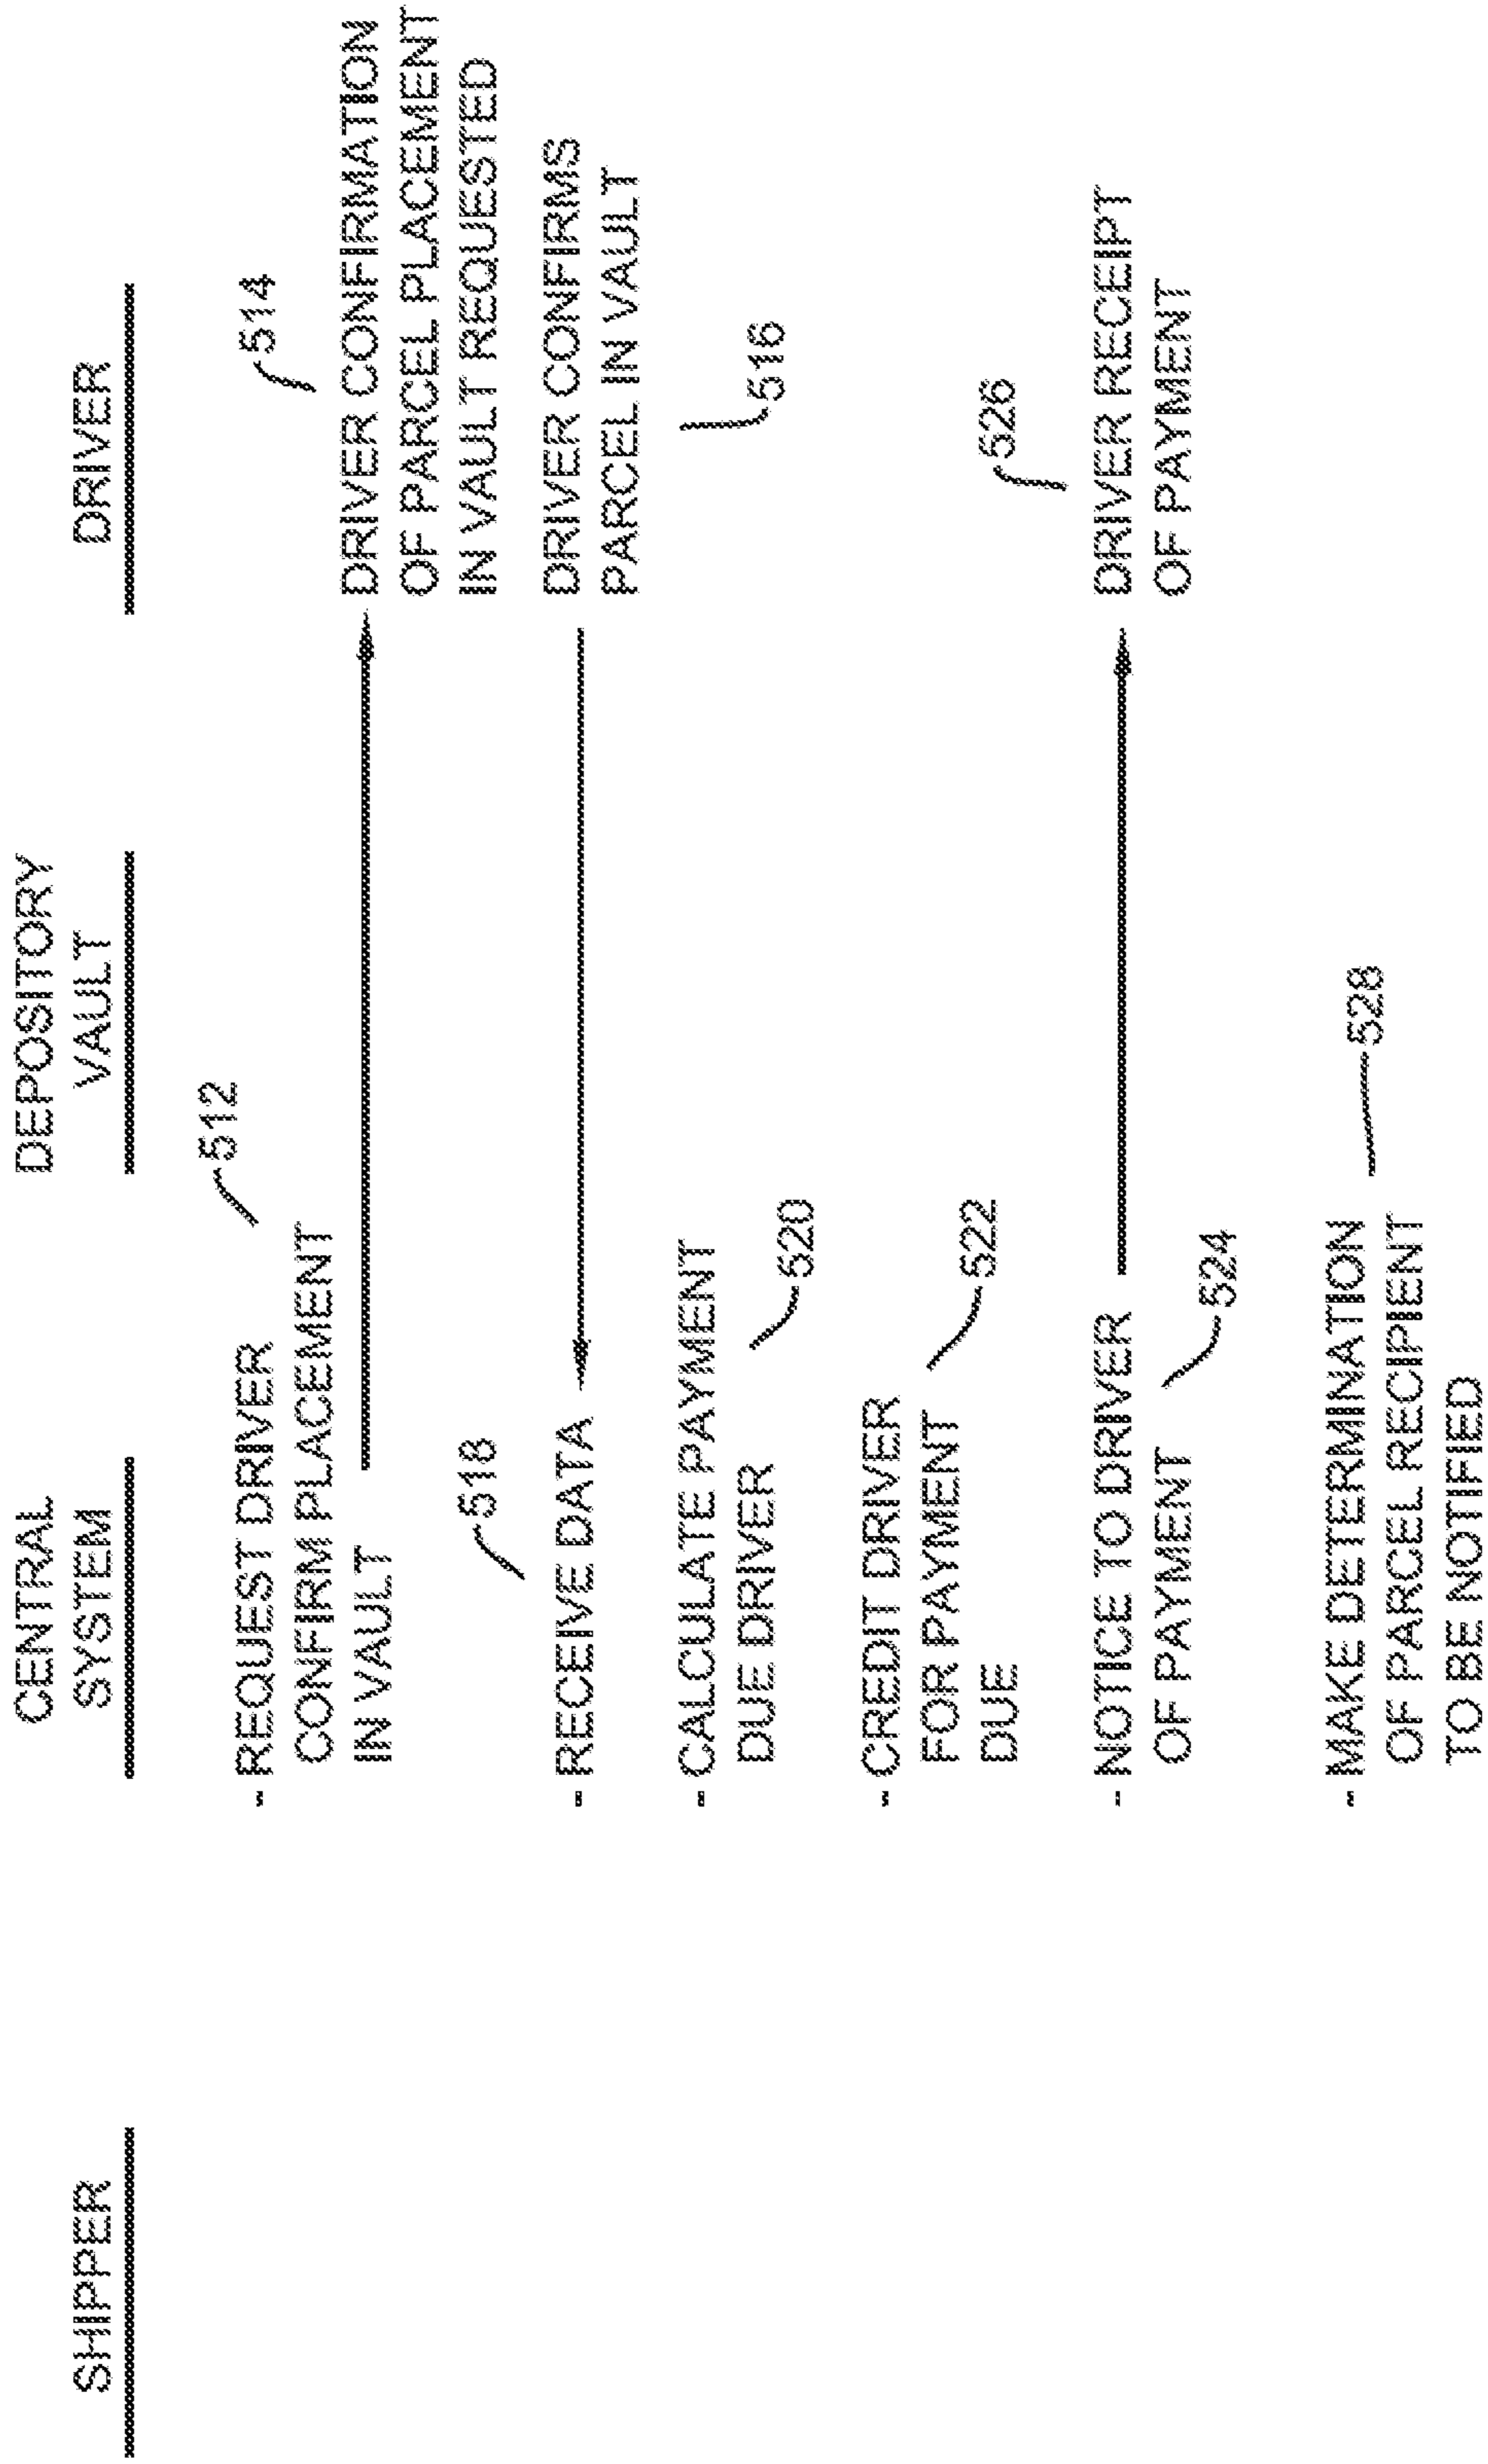 SHIPPER
CENTRAL
SYSTEM
DEPOSITORY
VAULT
DRIVER
512
- REQUEST DRIVER
CONFIRM PLACEMENT
IN VAULT
514
DRIVER CONFIRMATION
OF PARCEL PLACEMENT
IN VAULT REQUESTED
518
- RECEIVE DATA
DRIVER CONFIRMS
PARCEL IN VAULT
516
- CALCULATE PAYMENT
DUE DRIVER
520
- CREDIT DRIVER
FOR PAYMENT
DUE
522
- NOTICE TO DRIVER
OF PAYMENT
524
526
DRIVER RECEIPT
OF PAYMENT
- MAKE DETERMINATION
OF PARCEL RECIPIENT
TO BE NOTIFIED
528